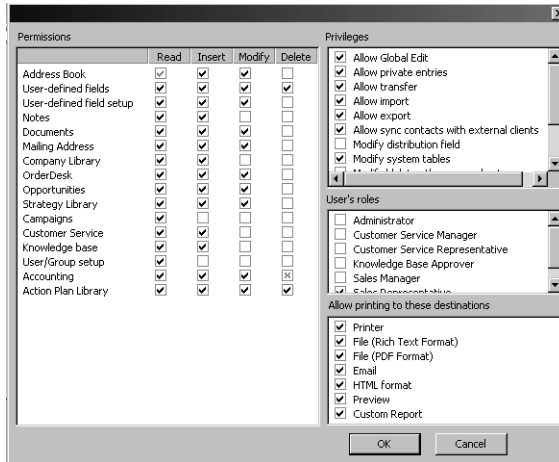 Permissions
Read Insert Modify Delete
Address Book
User-defined fields
User-defined field setup
Notes
Documents
Mailing Address
Company Library
OrderDesk
Opportunities
Strategy Library
Campaigns
Customer Service
Knowledge base
User/Group setup
Accounting
Action Plan Library
Privileges
Allow Global Edit
Allow private entries
Allow transfer
Allow import
Allow export
Allow sync contacts with external clients
Modify distribution field
Modify system tables
User's roles
Administrator
Customer Service Manager
Customer Service Representative
Knowledge Base Approver
Sales Manager
Sales Representative
Allow printing to these destinations
Printer
File (Rich Text Format)
File (PDF Format)
Email
HTML format
Preview
Custom Report
OK Cancel